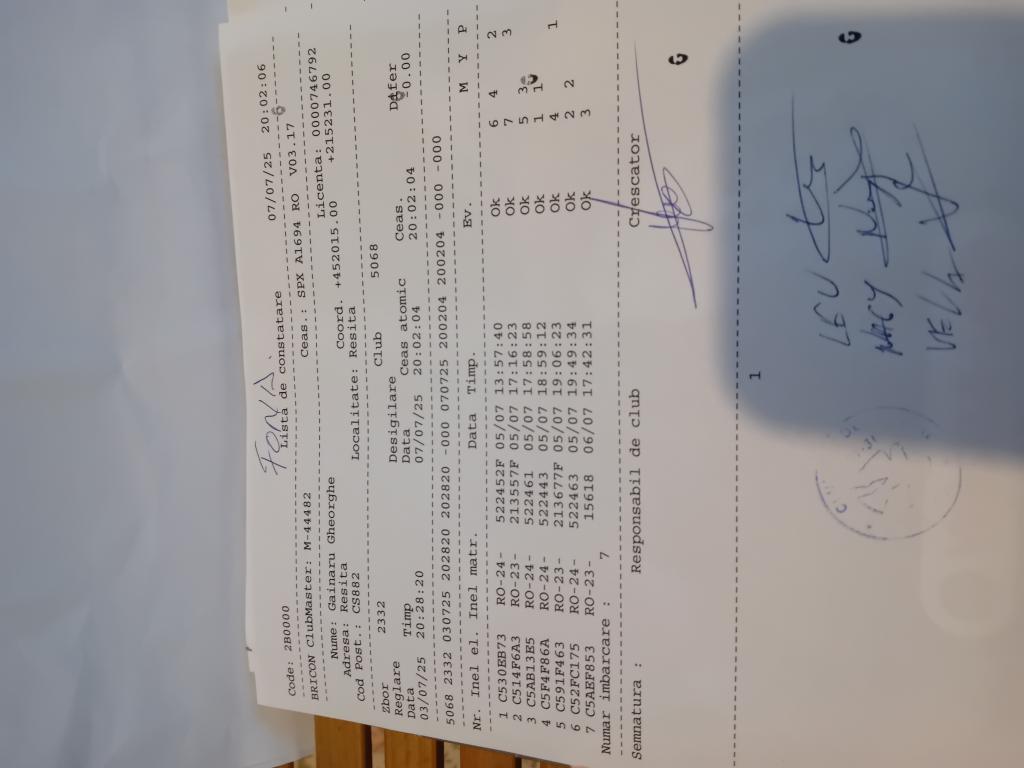 FOND.
Lista de constatare 07/07/25 20:02:06
Code: 2B0000
BRICON ClubMaster: M-44482 Ceas.: SPX A1694 RO V03.17
Nume: Gainaru Gheorghe Licenta: 0000746792
Adresa: Resita Coord. +452015.00 +215231.00
Cod Post.: CS882 Localitate: Resita
Zbor 2332 Club 5068
Reglare Desigilare
Data Timp Data Ceas atomic Ceas. Difer
03/07/25 20:28:20 07/07/25 20:02:04 20:02:04 0.00
5068 2332 030725 202820 202820 -000 070725 200204 200204 -000 -000
Nr. Inel el. Inel matr. Data Timp. Ev. M Y P
1 C530EB73 RO-24- 522452F 05/07 13:57:40 Ok 6 4 2
2 C514F6A3 RO-23- 213557F 05/07 17:16:23 Ok 7 3
3 C5AB13E5 RO-24- 522461 05/07 17:58:58 Ok 5 3
4 C5F4F86A RO-24- 522443 05/07 18:59:12 Ok 1 1
5 C591F463 RO-23- 213677F 05/07 19:06:23 Ok 4 1
6 C52FC175 RO-24- 522463 05/07 19:49:34 Ok 2 2
7 C5AEF853 RO-23- 15618 06/07 17:42:31 Ok 3
Numar imbarcare : 7
Semnatura : Responsabil de club Crescator
1
NAGY